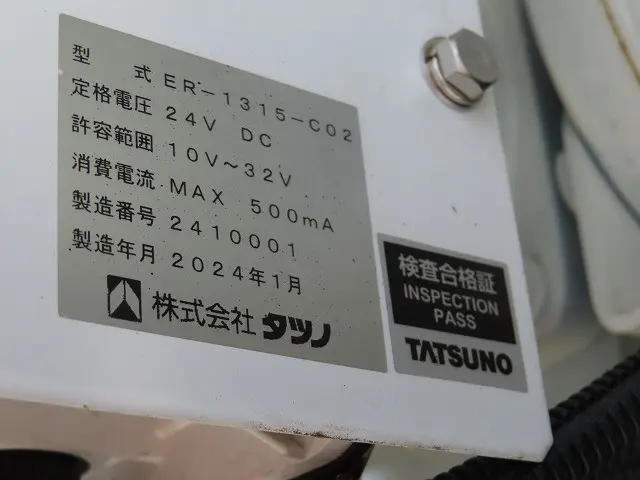 型 式 ER-1315-C02
定格電圧 24V DC
許容範囲 10V～32V
消費電流 MAX 500mA
製造番号 2410001
製造年月 2024年1月
株式会社 タツノ
検査合格証
INSPECTION
PASS
TATSUNO